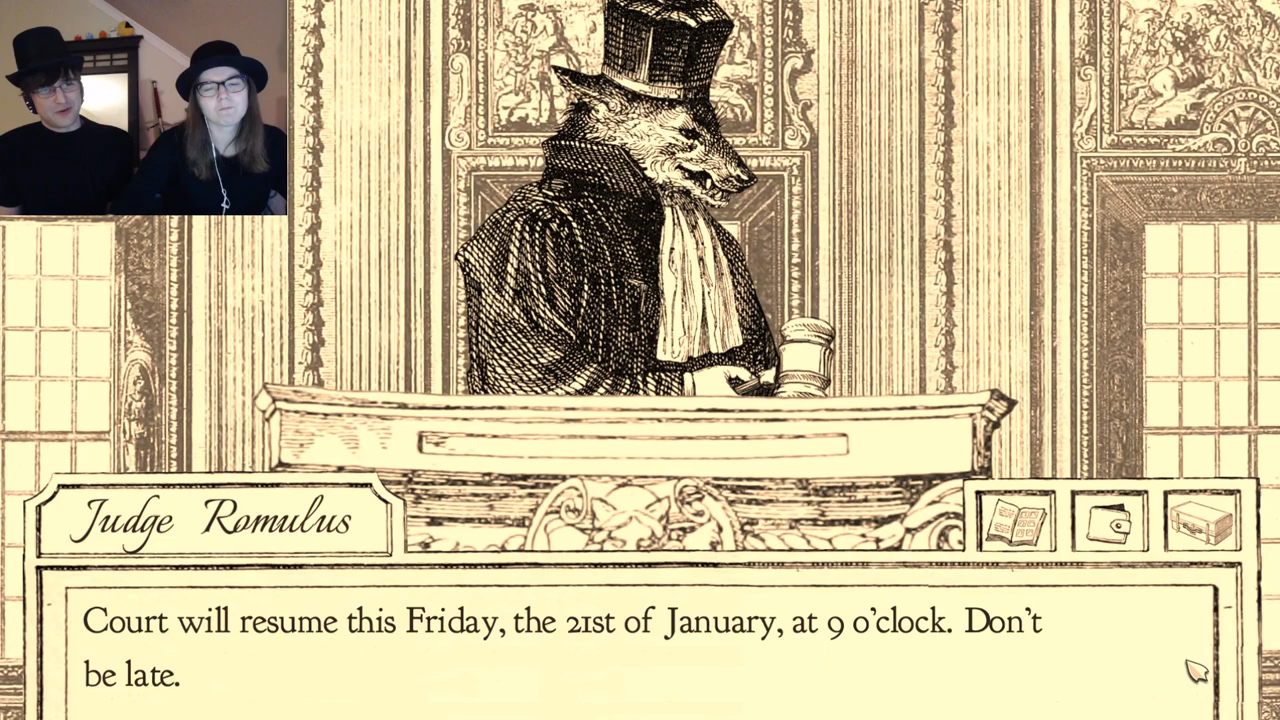 Judge Romulus
Court will resume this Friday, the 21st of January, at 9 o'clock. Don't
be late.